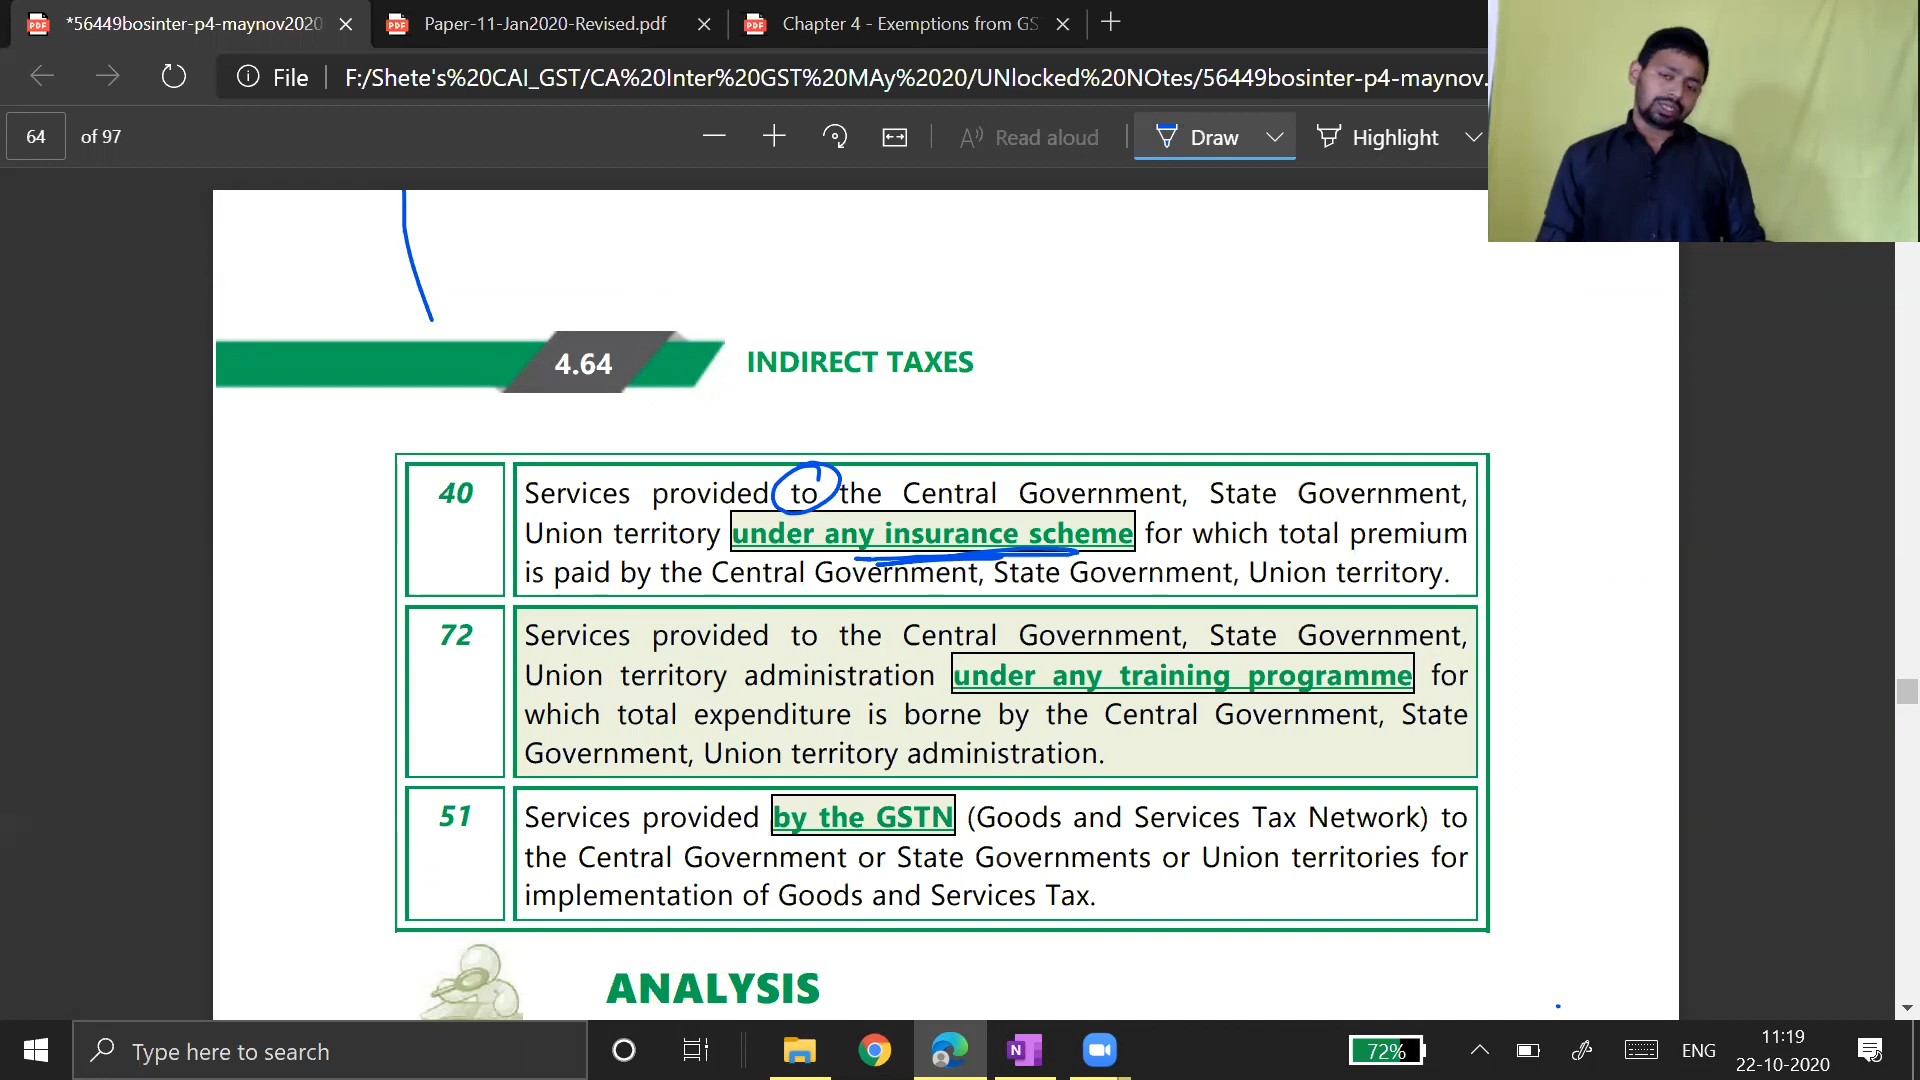 *56449bosinter-p4-maynov2020
Paper-11-Jan2020-Revised.pdf
Chapter 4 - Exemptions from GS
File
F:/Shete's%20CAI_GST/CA%20Inter%20GST%20MAy%2020/UNlocked%20NOtes/56449bosinter-p4-maynov.
64
of 97
Read aloud
Draw
Highlight
4.64
INDIRECT TAXES
40
Services provided to the Central Government, State Government,
Union territory under any insurance scheme for which total premium
is paid by the Central Government, State Government, Union territory.
72
Services provided to the Central Government, State Government,
Union territory administration under any training programme for
which total expenditure is borne by the Central Government, State
Government, Union territory administration.
51
Services provided by the GSTN (Goods and Services Tax Network) to
the Central Government or State Governments or Union territories for
implementation of Goods and Services Tax.
ANALYSIS
Type here to search
72%
ENG
11:19
22-10-2020